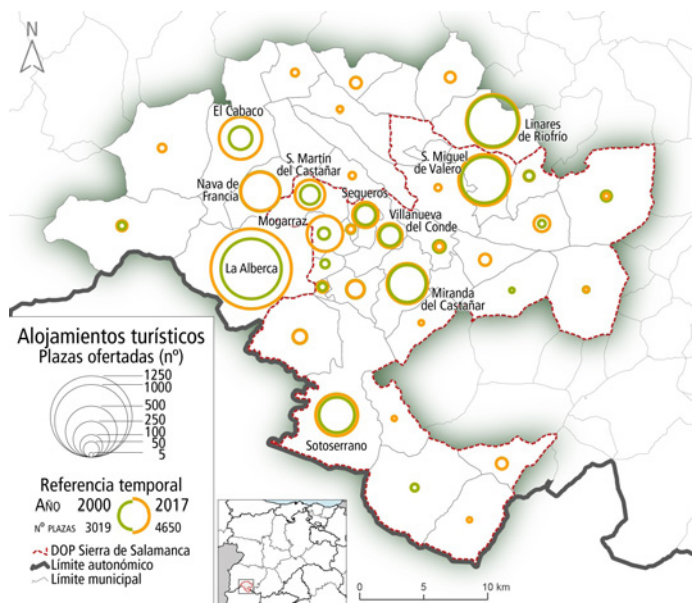 N
El Cabaco
Linares
de Riofrío
S. Martín
del Castañar
S. Miguel
de Valero
Nava de
Francia
Sequeros
Mogarraz
Villanueva
del Conde
La Alberca
Miranda
del Castañar
Sotoserrano
Alojamientos turísticos
Plazas ofertadas (nº)
1250
1000
500
250
100
50
5
Referencia temporal
AÑO 2000 2017
Nº PLAZAS 3019 4650
DOP Sierra de Salamanca
Límite autonómico
Límite municipal
0 5 10 km